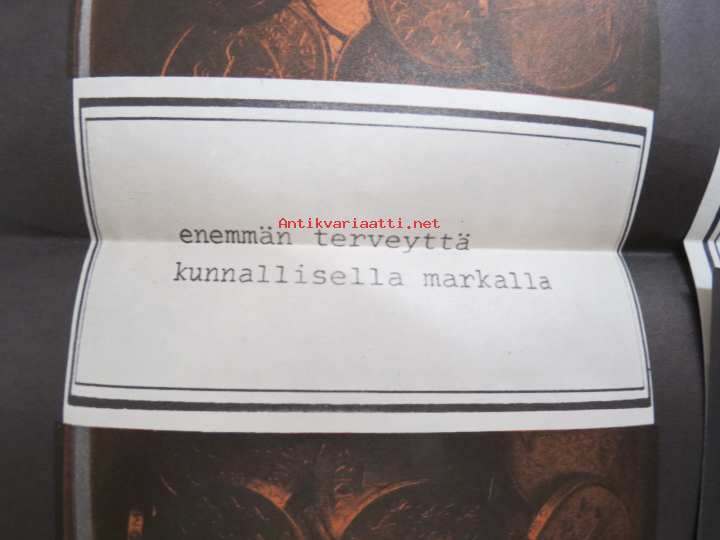 Antikvariaatti.net
enemmän terveyttä
kunnallisella markalla